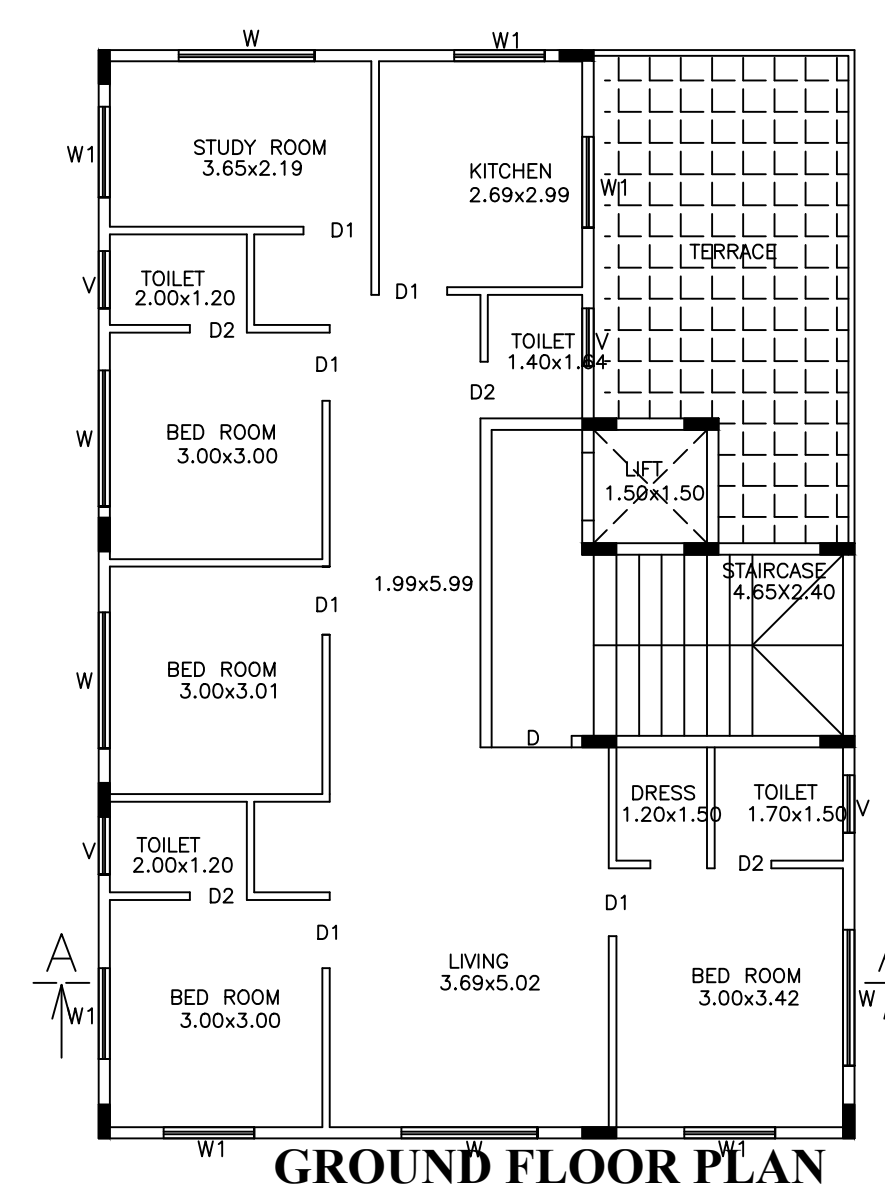 W
W1
STUDY ROOM
3.65x2.19
W1
KITCHEN
2.69x2.99
W1
D1
TERRACE
TOILET
2.00x1.20
V
D1
D2
TOILET V
1.40x1.64
D1
D2
W
BED ROOM
3.00x3.00
LIFT
1.50x1.50
STAIRCASE
4.65X2.40
1.99x5.99
D1
W
BED ROOM
3.00x3.01
D
DRESS
1.20x1.50
TOILET
1.70x1.50
V
V
TOILET
2.00x1.20
D2
D2
D1
D1
A
LIVING
3.69x5.02
BED ROOM
3.00x3.42
W
W1
BED ROOM
3.00x3.00
W1
W
W1
GROUND FLOOR PLAN